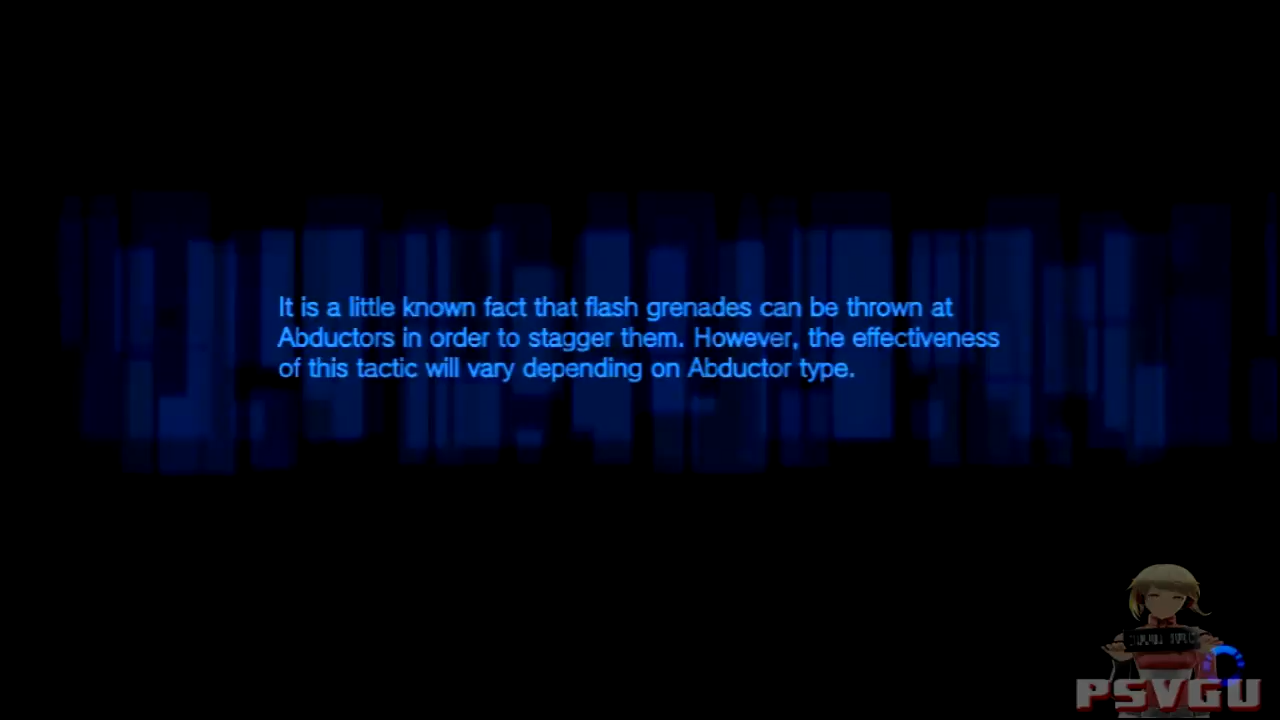 It is a little known fact that flash grenades can be thrown at
Abductors in order to stagger them. However, the effectiveness
of this tactic will vary depending on Abductor type.
PSVGU